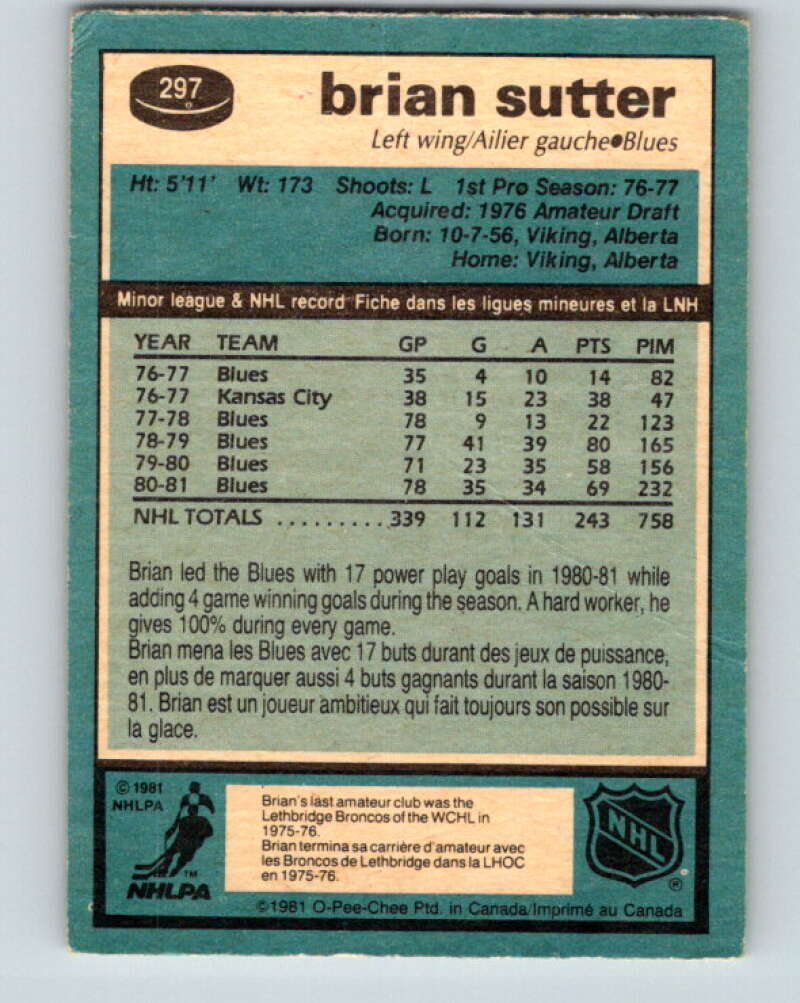 297
brian sutter
Left wing/Ailier gauche●Blues
Ht: 5'11' Wt: 173 Shoots: L 1st Pro Season: 76-77
Acquired: 1976 Amateur Draft
Born: 10-7-56, Viking, Alberta
Home: Viking, Alberta
Minor league & NHL record Fiche dans les ligues mineures et la LNH
YEAR TEAM GP G A PTS PIM
76-77 Blues 35 4 10 14 82
76-77 Kansas City 38 15 23 38 47
77-78 Blues 78 9 13 22 123
78-79 Blues 77 41 39 80 165
79-80 Blues 71 23 35 58 156
80-81 Blues 78 35 34 69 232
NHL TOTALS .......... 339 112 131 243 758
Brian led the Blues with 17 power play goals in 1980-81 while
adding 4 game winning goals during the season. A hard worker, he
gives 100% during every game.
Brian mena les Blues avec 17 buts durant des jeux de puissance,
en plus de marquer aussi 4 buts gagnants durant la saison 1980-
81. Brian est un joueur ambitieux qui fait toujours son possible sur
la glace.
© 1981
NHLPA
TM
NHLPA
Brian's last amateur club was the
Lethbridge Broncos of the WCHL in
1975-76.
Brian termina sa carrière d'amateur avec
les Broncos de Lethbridge dans la LHOC
en 1975-76.
NHL
®
©1981 O-Pee-Chee Ptd. in Canada/Imprimé au Canada